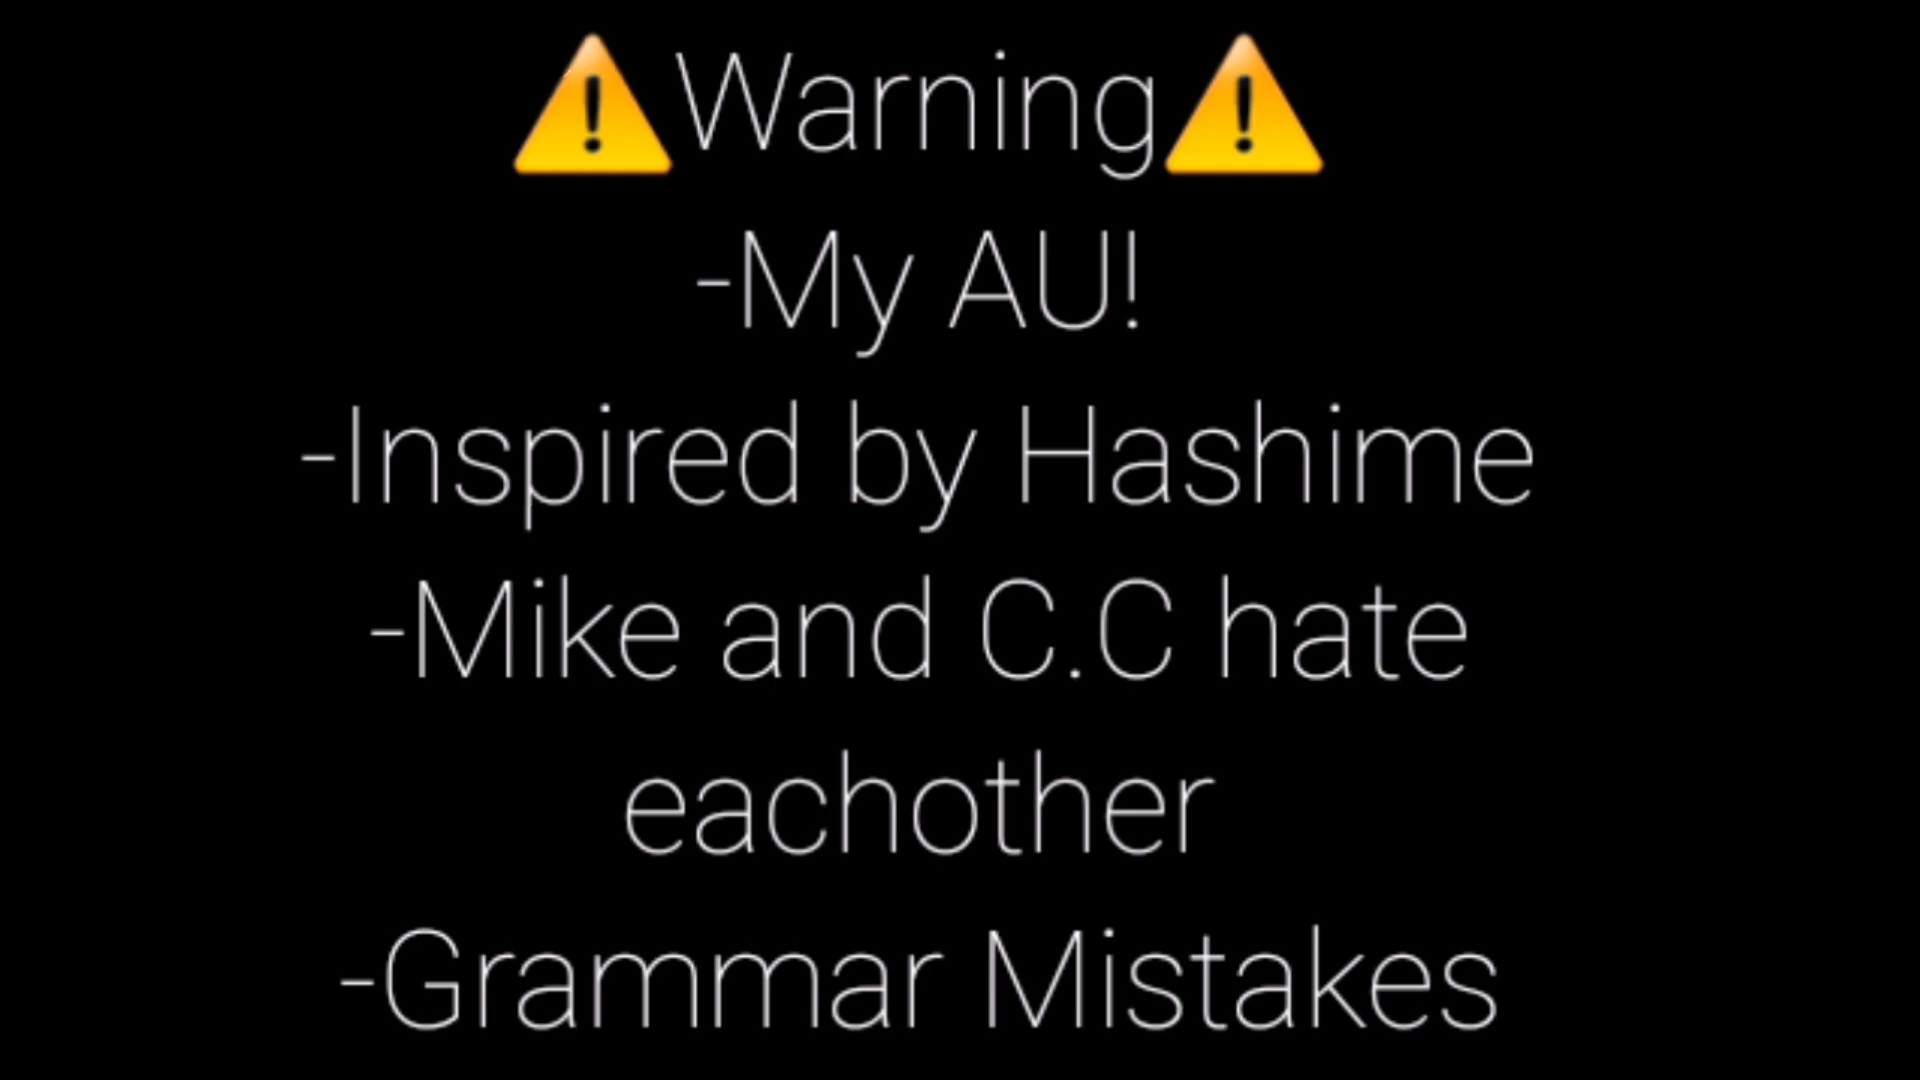 ⚠️Warning⚠️
-My AU!
-Inspired by Hashime
-Mike and C.C hate
eachother
-Grammar Mistakes